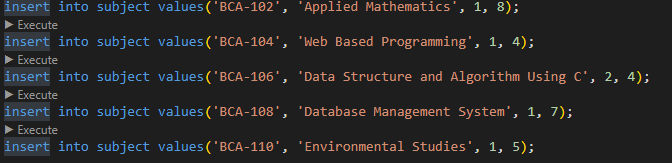 insert into subject values('BCA-102', 'Applied Mathematics', 1, 8);
Execute
insert into subject values('BCA-104', 'Web Based Programming', 1, 4);
Execute
insert into subject values('BCA-106', 'Data Structure and Algorithm Using C', 2, 4);
Execute
insert into subject values('BCA-108', 'Database Management System', 1, 7);
Execute
insert into subject values('BCA-110', 'Environmental Studies', 1, 5);